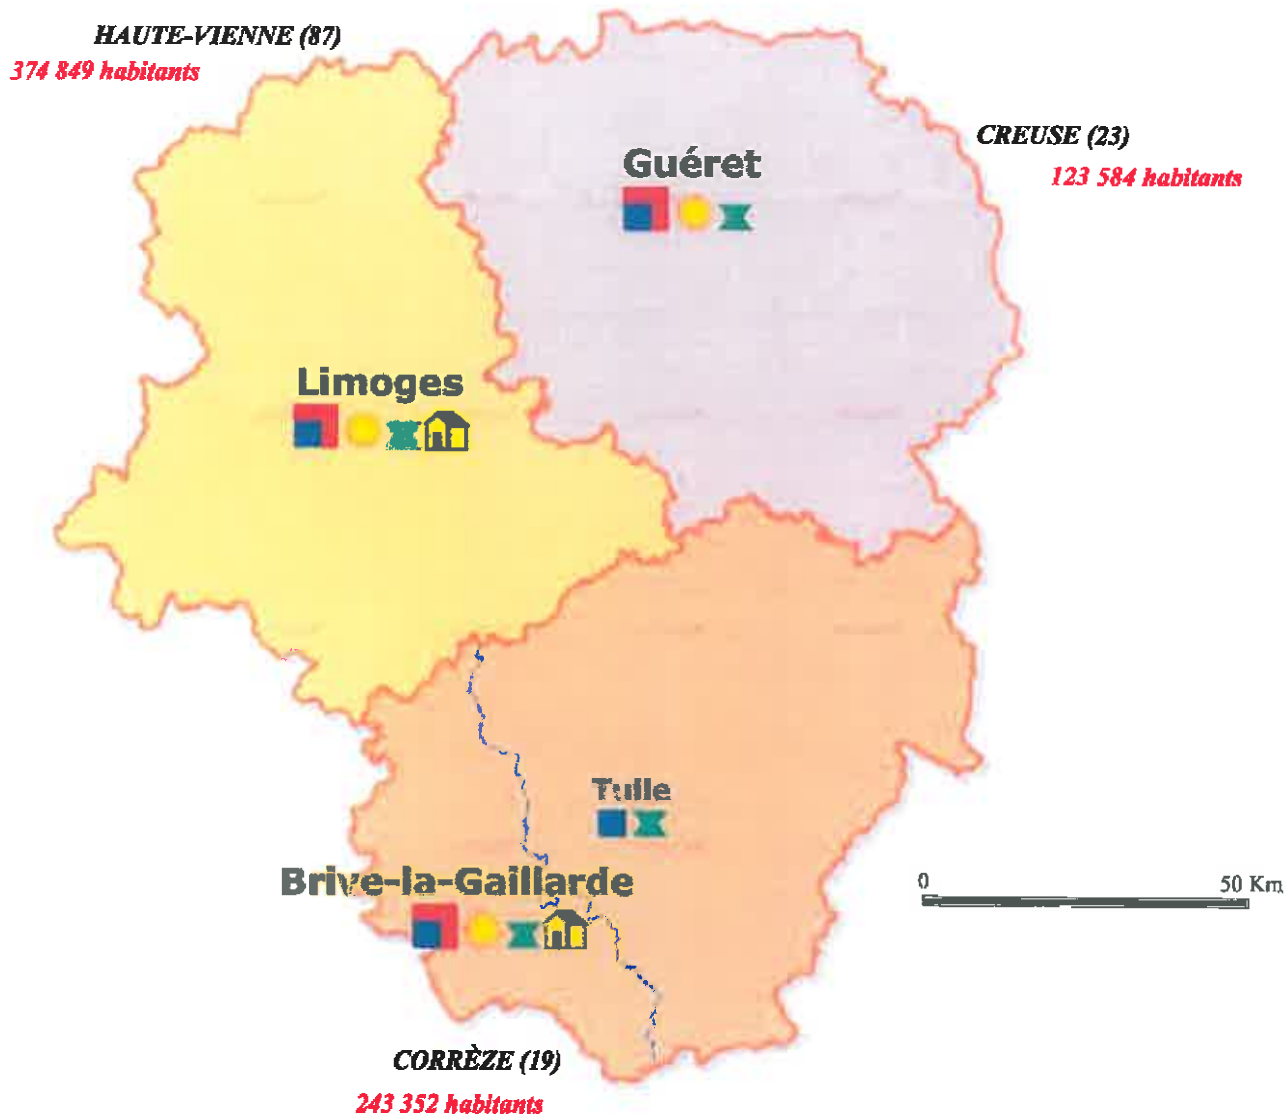 HAUTE-VIENNE (87)
374 849 habitants
CREUSE (23)
123 584 habitants
Guéret
Limoges
Tulle
Brive-la-Gaillarde
0 50 Km
CORRÈZE (19)
243 352 habitants